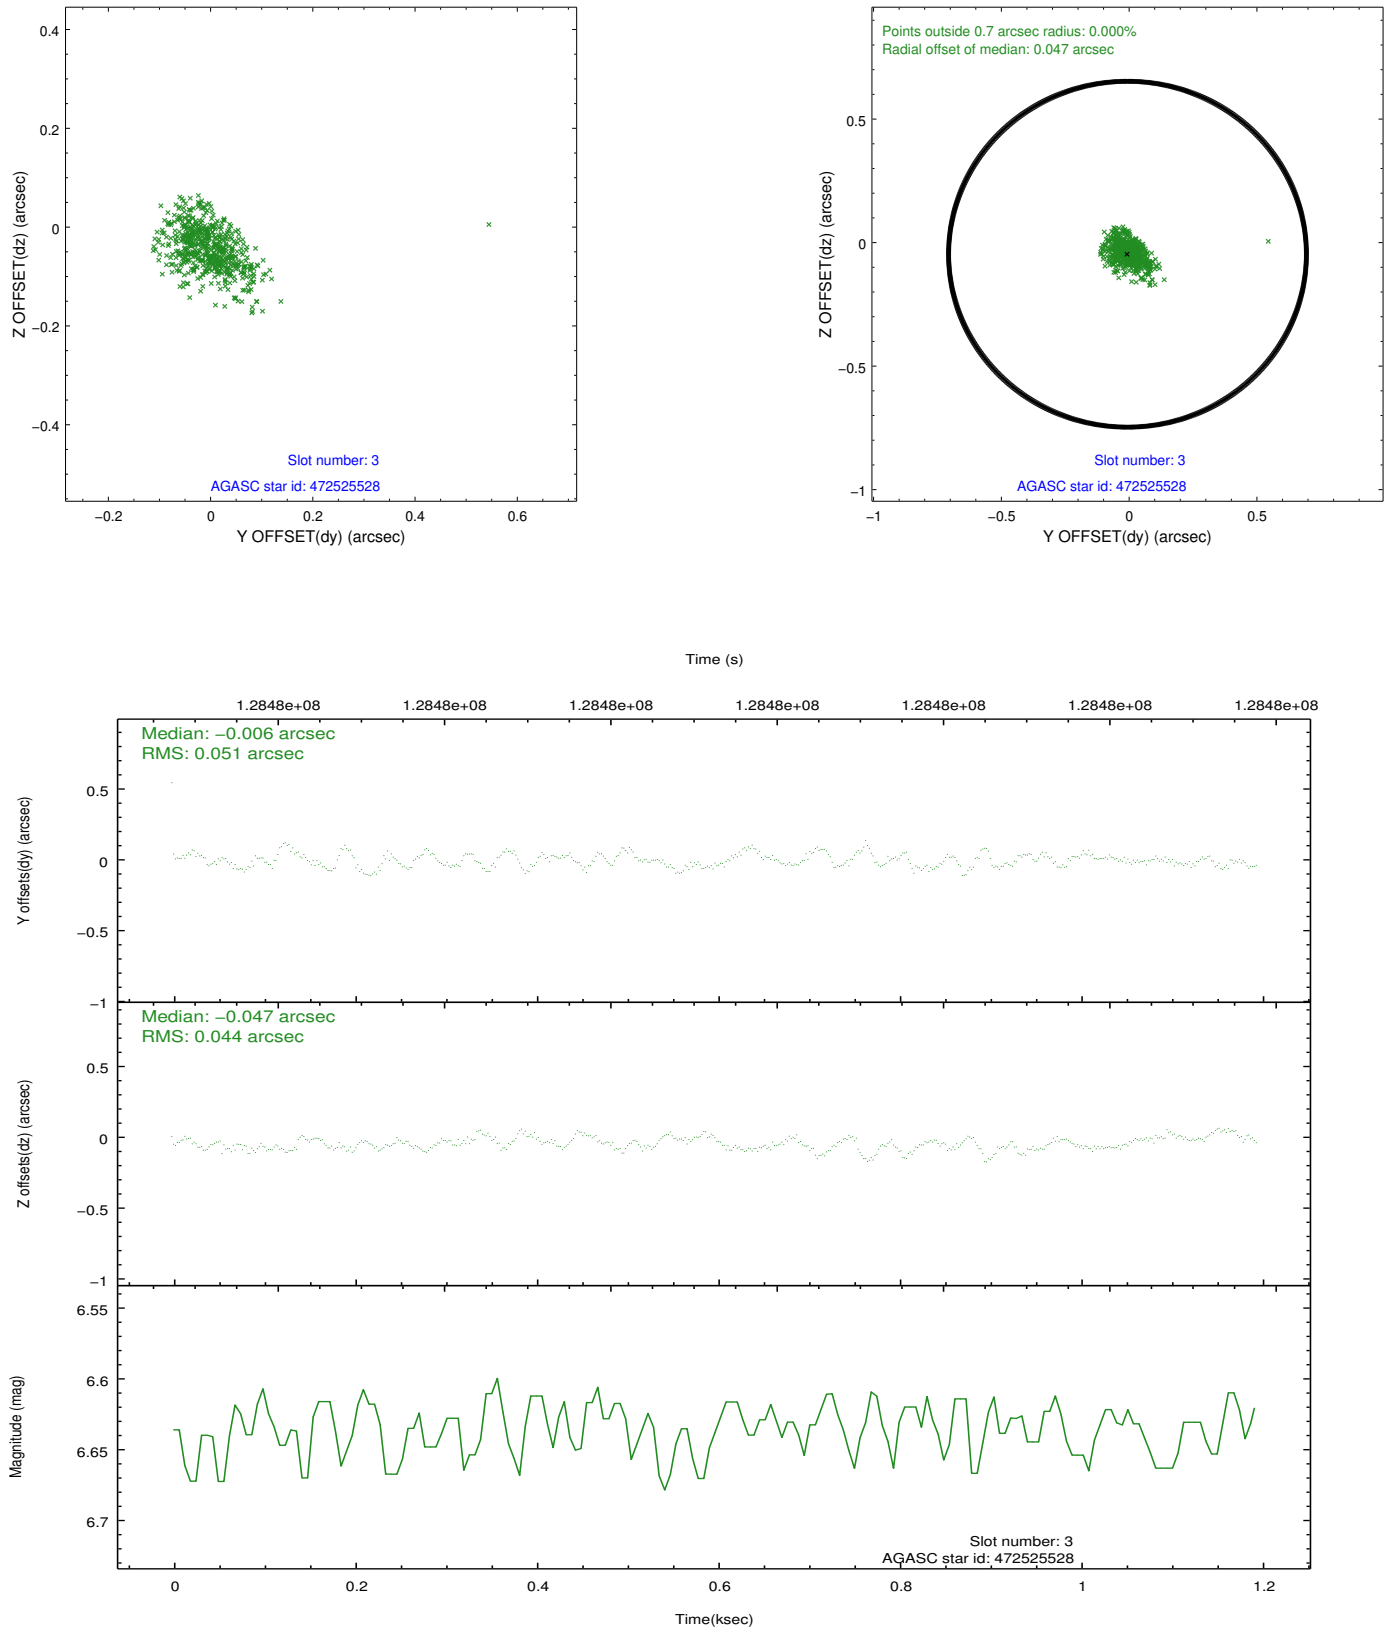 0.4
0.2
0
−0.2
−0.4
Z OFFSET(dz) (arcsec)
Slot number: 3
AGASC star id: 472525528
−0.2
0
0.2
0.4
0.6
Y OFFSET(dy) (arcsec)
Points outside 0.7 arcsec radius: 0.000%
Radial offset of median: 0.047 arcsec
0.5
0
−0.5
−1
Z OFFSET(dz) (arcsec)
Slot number: 3
AGASC star id: 472525528
−1
−0.5
0
0.5
Y OFFSET(dy) (arcsec)
Time (s)
1.2848e+08
1.2848e+08
1.2848e+08
1.2848e+08
1.2848e+08
1.2848e+08
1.2848e+08
Median: −0.006 arcsec
RMS: 0.051 arcsec
0.5
0
−0.5
−1
Y offsets(dy) (arcsec)
Median: −0.047 arcsec
RMS: 0.044 arcsec
0.5
0
−0.5
−1
Z offsets(dz) (arcsec)
6.55
6.6
6.65
6.7
Magnitude (mag)
Slot number: 3
AGASC star id: 472525528
0
0.2
0.4
0.6
0.8
1
1.2
Time(ksec)